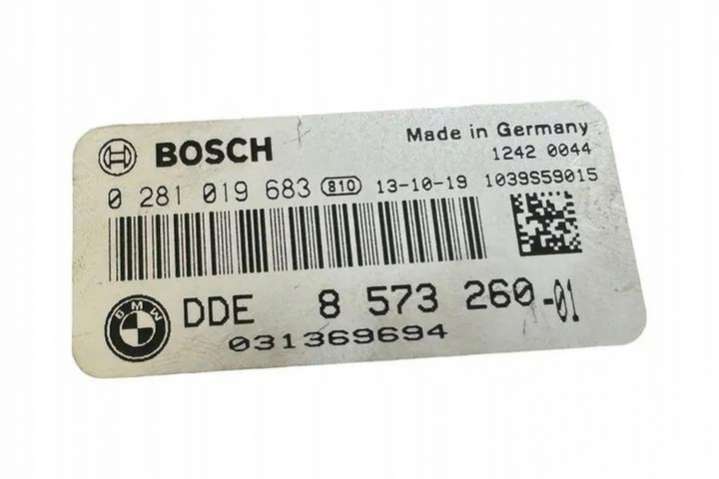 BOSCH
Made in Germany
1242 0044
0 281 019 683 810 13-10-19 1039S59015
BMW DDE 8 573 260-01
031369694